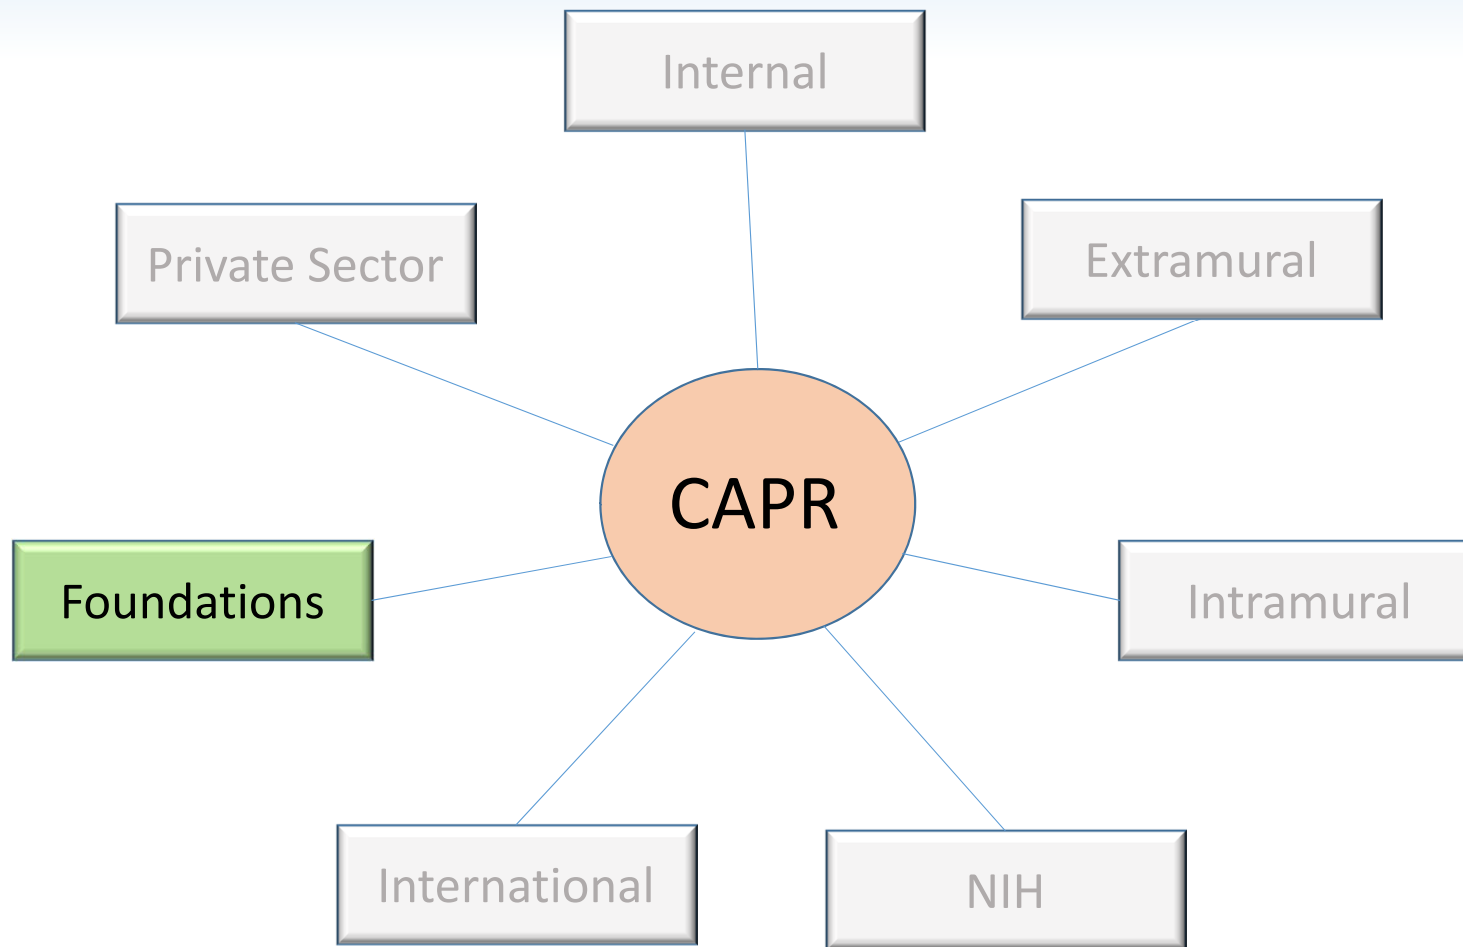 Internal
Private Sector
Extramural
CAPR
Foundations
Intramural
International
NIH